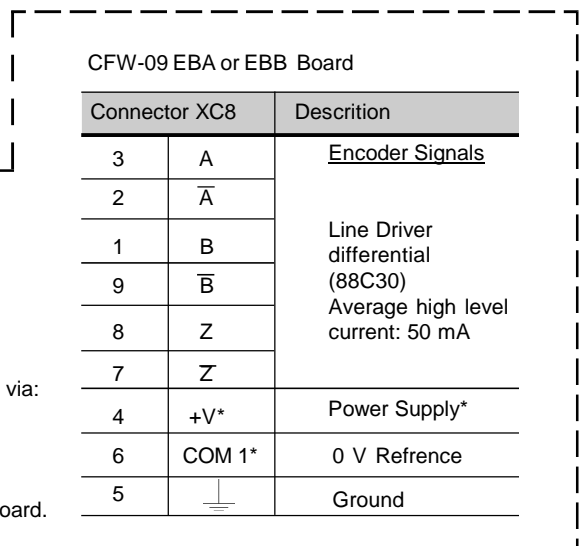 CFW-09 EBA or EBB Board
Connector XC8 Descrition
3 A Encoder Signals
2 A̅
Line Driver
1 B differential
9 B̅ (88C30)
Average high level
8 Z current: 50 mA
7 Z̅
via:
4 +V* Power Supply*
6 COM 1* 0 V Refrence
5 Ground
oard.